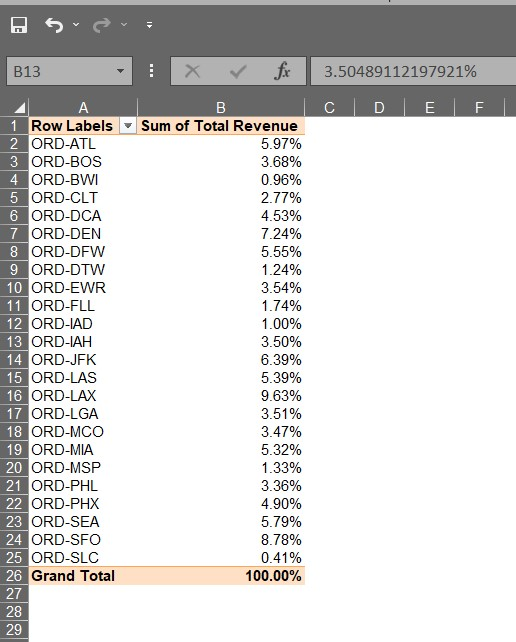 B13 fx 3.50489112197921%
A B C D E F
1 Row Labels Sum of Total Revenue
2 ORD-ATL 5.97%
3 ORD-BOS 3.68%
4 ORD-BWI 0.96%
5 ORD-CLT 2.77%
6 ORD-DCA 4.53%
7 ORD-DEN 7.24%
8 ORD-DFW 5.55%
9 ORD-DTW 1.24%
10 ORD-EWR 3.54%
11 ORD-FLL 1.74%
12 ORD-IAD 1.00%
13 ORD-IAH 3.50%
14 ORD-JFK 6.39%
15 ORD-LAS 5.39%
16 ORD-LAX 9.63%
17 ORD-LGA 3.51%
18 ORD-MCO 3.47%
19 ORD-MIA 5.32%
20 ORD-MSP 1.33%
21 ORD-PHL 3.36%
22 ORD-PHX 4.90%
23 ORD-SEA 5.79%
24 ORD-SFO 8.78%
25 ORD-SLC 0.41%
26 Grand Total 100.00%
27
28
29